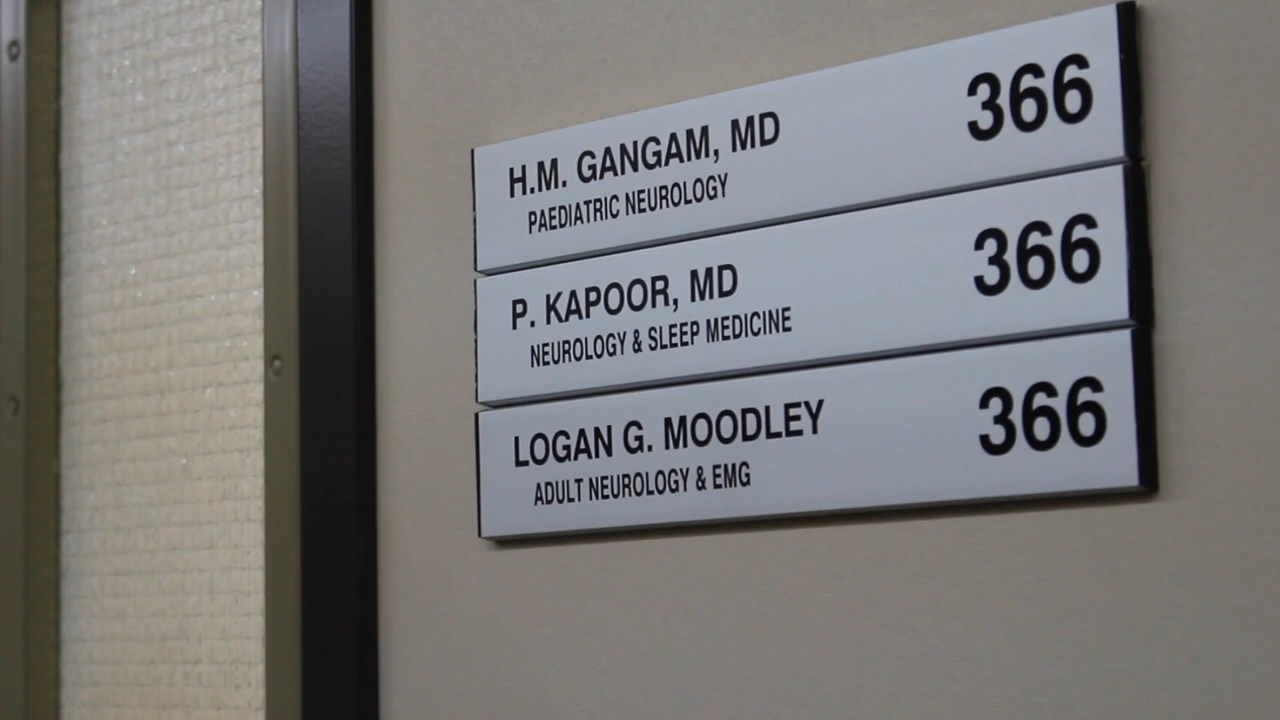 H.M. GANGAM, MD 366
PAEDIATRIC NEUROLOGY
P. KAPOOR, MD 366
NEUROLOGY & SLEEP MEDICINE
LOGAN G. MOODLEY 366
ADULT NEUROLOGY & EMG